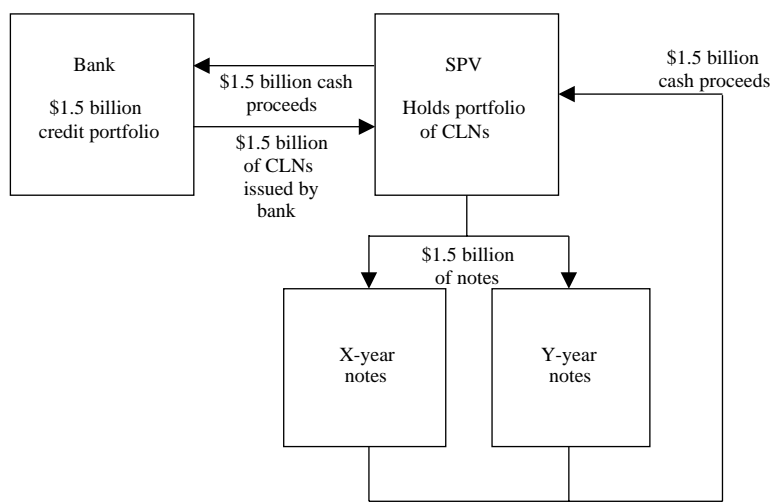 Bank
$1.5 billion
credit portfolio
$1.5 billion cash
proceeds
$1.5 billion
of CLNs
issued by
bank
SPV
Holds portfolio
of CLNs
$1.5 billion
cash proceeds
$1.5 billion
of notes
X-year
notes
Y-year
notes